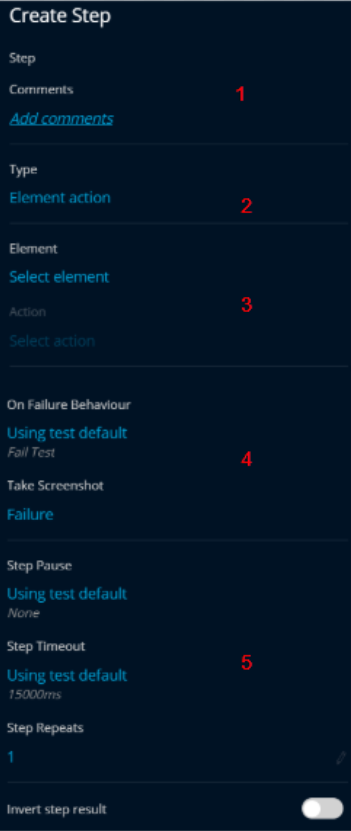 Create Step
Step
Comments
1
Add comments
Type
Element action
2
Element
Select element
3
Action
Select action
On Failure Behaviour
Using test default
Fail Test
4
Take Screenshot
Failure
Step Pause
Using test default
None
Step Timeout
5
Using test default
15000ms
Step Repeats
1
Invert step result